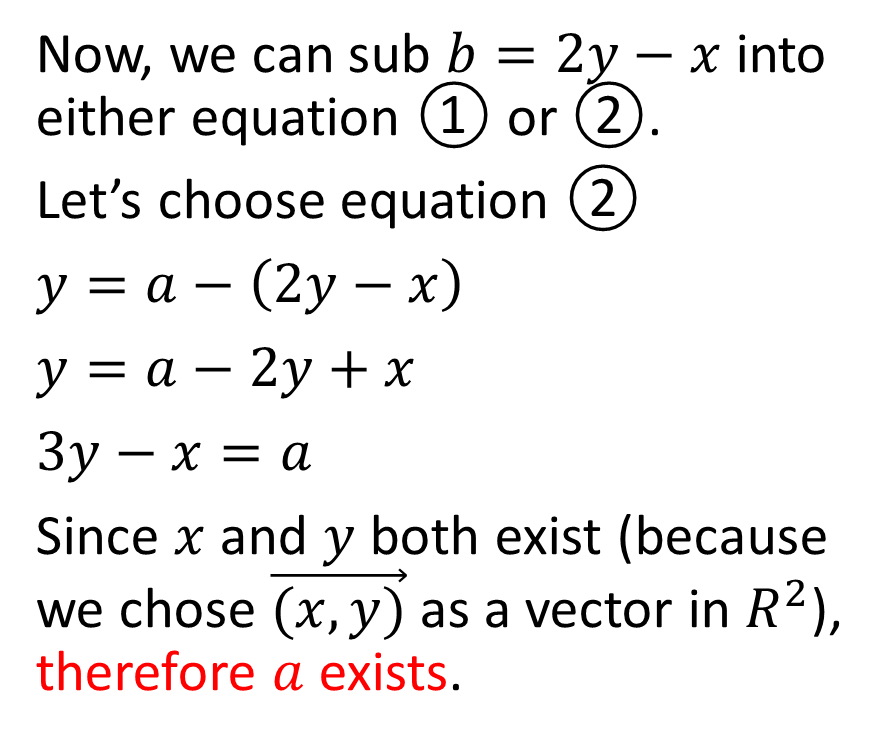 Now, we can sub 𝑏 = 2𝑦 − 𝑥 into
either equation ① or ②.
Let’s choose equation ②
𝑦 = 𝑎 − (2𝑦 − 𝑥)
𝑦 = 𝑎 − 2𝑦 + 𝑥
3𝑦 − 𝑥 = 𝑎
Since 𝑥 and 𝑦 both exist (because
we chose $\overrightarrow{(x, y)}$ as a vector in 𝑅²),
therefore 𝑎 exists.